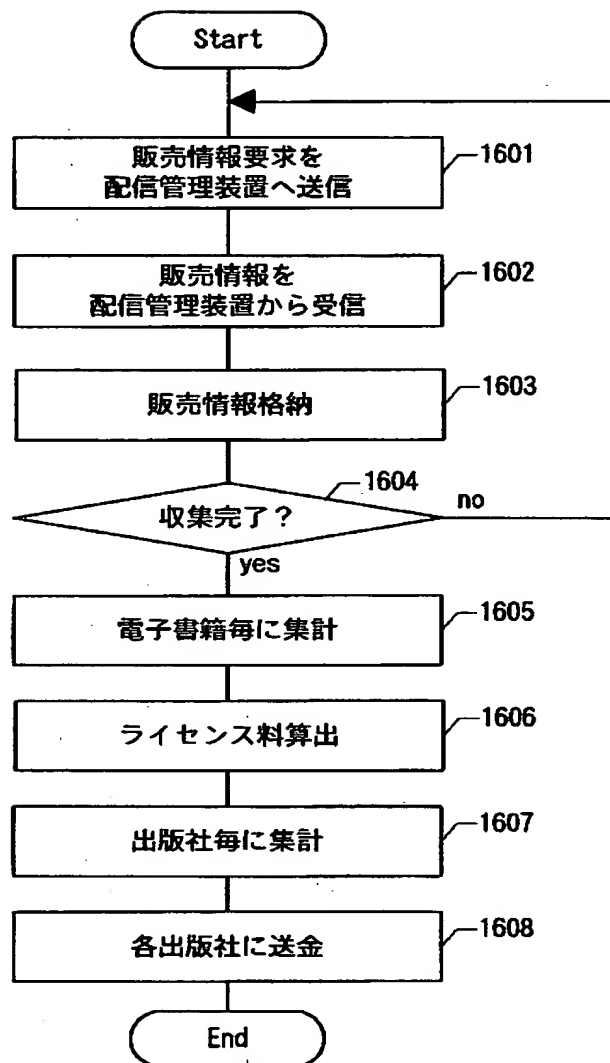 Start
販売情報要求を
配信管理装置へ送信
1601
販売情報を
配信管理装置から受信
1602
販売情報格納
1603
収集完了？
1604
no
yes
電子書籍毎に集計
1605
ライセンス料算出
1606
出版社毎に集計
1607
各出版社に送金
1608
End